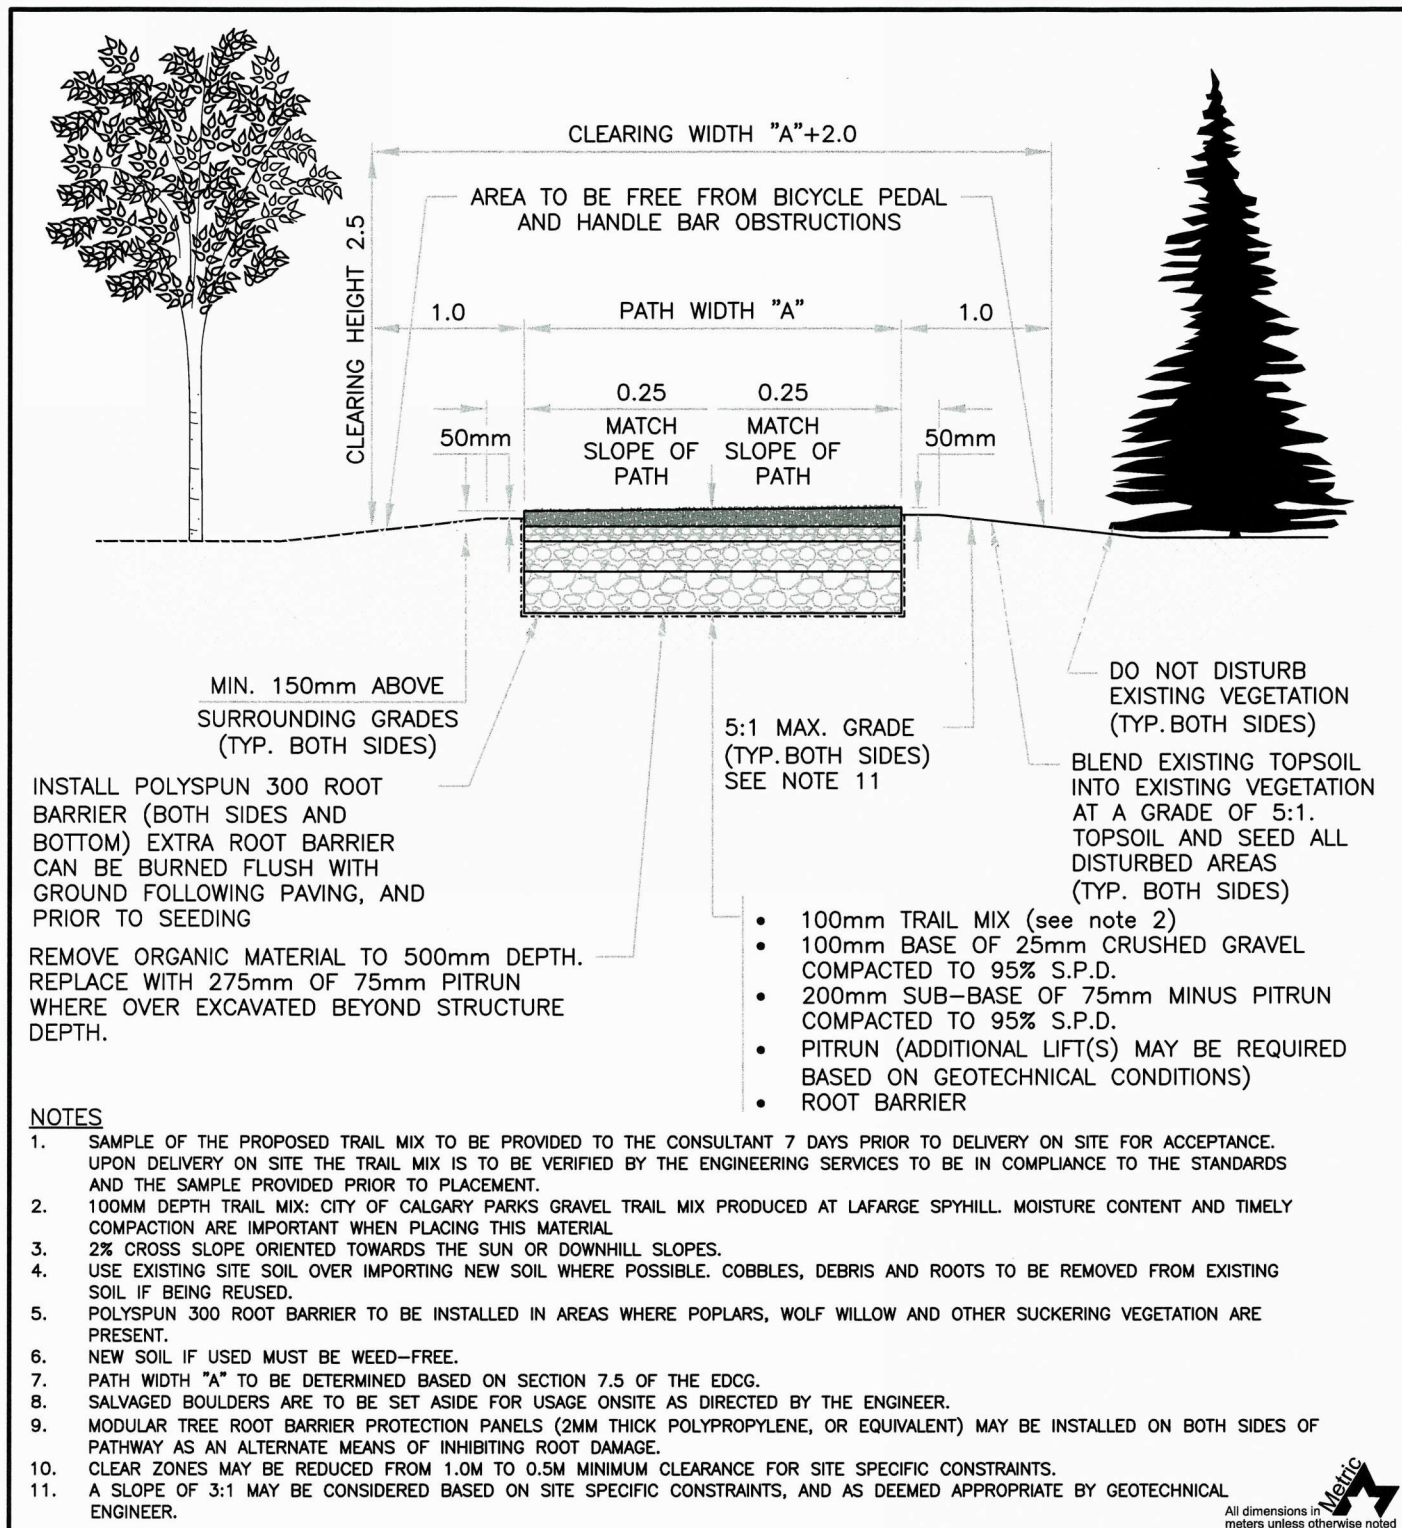 CLEARING WIDTH "A"+2.0
AREA TO BE FREE FROM BICYCLE PEDAL
AND HANDLE BAR OBSTRUCTIONS
CLEARING HEIGHT 2.5
1.0
PATH WIDTH "A"
1.0
0.25
0.25
50mm
MATCH
SLOPE OF
PATH
MATCH
SLOPE OF
PATH
50mm
MIN. 150mm ABOVE
SURROUNDING GRADES
(TYP. BOTH SIDES)
5:1 MAX. GRADE
(TYP. BOTH SIDES)
SEE NOTE 11
DO NOT DISTURB
EXISTING VEGETATION
(TYP. BOTH SIDES)
INSTALL POLYSPUN 300 ROOT
BARRIER (BOTH SIDES AND
BOTTOM) EXTRA ROOT BARRIER
CAN BE BURNED FLUSH WITH
GROUND FOLLOWING PAVING, AND
PRIOR TO SEEDING
BLEND EXISTING TOPSOIL
INTO EXISTING VEGETATION
AT A GRADE OF 5:1.
TOPSOIL AND SEED ALL
DISTURBED AREAS
(TYP. BOTH SIDES)
REMOVE ORGANIC MATERIAL TO 500mm DEPTH.
REPLACE WITH 275mm OF 75mm PITRUN
WHERE OVER EXCAVATED BEYOND STRUCTURE
DEPTH.
• 100mm TRAIL MIX (see note 2)
• 100mm BASE OF 25mm CRUSHED GRAVEL
COMPACTED TO 95% S.P.D.
• 200mm SUB-BASE OF 75mm MINUS PITRUN
COMPACTED TO 95% S.P.D.
• PITRUN (ADDITIONAL LIFT(S) MAY BE REQUIRED
BASED ON GEOTECHNICAL CONDITIONS)
• ROOT BARRIER
NOTES
1. SAMPLE OF THE PROPOSED TRAIL MIX TO BE PROVIDED TO THE CONSULTANT 7 DAYS PRIOR TO DELIVERY ON SITE FOR ACCEPTANCE.
UPON DELIVERY ON SITE THE TRAIL MIX IS TO BE VERIFIED BY THE ENGINEERING SERVICES TO BE IN COMPLIANCE TO THE STANDARDS
AND THE SAMPLE PROVIDED PRIOR TO PLACEMENT.
2. 100MM DEPTH TRAIL MIX: CITY OF CALGARY PARKS GRAVEL TRAIL MIX PRODUCED AT LAFARGE SPYHILL. MOISTURE CONTENT AND TIMELY
COMPACTION ARE IMPORTANT WHEN PLACING THIS MATERIAL
3. 2% CROSS SLOPE ORIENTED TOWARDS THE SUN OR DOWNHILL SLOPES.
4. USE EXISTING SITE SOIL OVER IMPORTING NEW SOIL WHERE POSSIBLE. COBBLES, DEBRIS AND ROOTS TO BE REMOVED FROM EXISTING
SOIL IF BEING REUSED.
5. POLYSPUN 300 ROOT BARRIER TO BE INSTALLED IN AREAS WHERE POPLARS, WOLF WILLOW AND OTHER SUCKERING VEGETATION ARE
PRESENT.
6. NEW SOIL IF USED MUST BE WEED-FREE.
7. PATH WIDTH "A" TO BE DETERMINED BASED ON SECTION 7.5 OF THE EDCG.
8. SALVAGED BOULDERS ARE TO BE SET ASIDE FOR USAGE ONSITE AS DIRECTED BY THE ENGINEER.
9. MODULAR TREE ROOT BARRIER PROTECTION PANELS (2MM THICK POLYPROPYLENE, OR EQUIVALENT) MAY BE INSTALLED ON BOTH SIDES OF
PATHWAY AS AN ALTERNATE MEANS OF INHIBITING ROOT DAMAGE.
10. CLEAR ZONES MAY BE REDUCED FROM 1.0M TO 0.5M MINIMUM CLEARANCE FOR SITE SPECIFIC CONSTRAINTS.
11. A SLOPE OF 3:1 MAY BE CONSIDERED BASED ON SITE SPECIFIC CONSTRAINTS, AND AS DEEMED APPROPRIATE BY GEOTECHNICAL
ENGINEER.
Metric
All dimensions in
meters unless otherwise noted